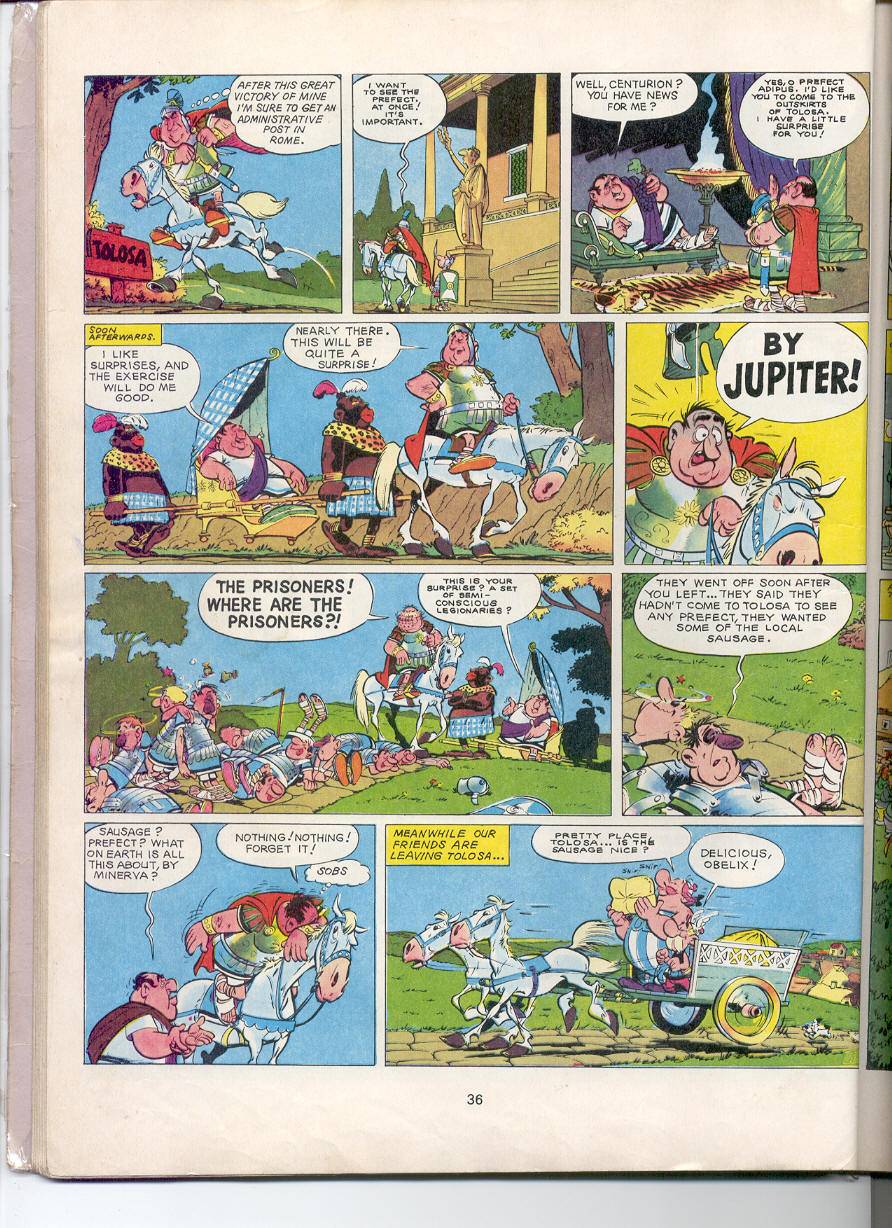 AFTER THIS GREAT
VICTORY OF MINE
I'M SURE TO GET AN
ADMINISTRATIVE
POST IN
ROME.
TOLOSA
I WANT
TO SEE THE
PREFECT,
AT ONCE!
IT'S
IMPORTANT.
WELL, CENTURION?
YOU HAVE NEWS
FOR ME?
YES, O PREFECT
ADIPUS. I'D LIKE
YOU TO COME TO THE
OUTSKIRTS
OF TOLOSA.
I HAVE A LITTLE
SURPRISE
FOR YOU!
SOON
AFTERWARDS.
I LIKE
SURPRISES, AND
THE EXERCISE
WILL DO ME
GOOD.
NEARLY THERE.
THIS WILL BE
QUITE A
SURPRISE!
BY
JUPITER!
THE PRISONERS!
WHERE ARE THE
PRISONERS?!
THIS IS YOUR
SURPRISE? A SET
OF SEMI-
CONSCIOUS
LEGIONARIES?
THEY WENT OFF SOON AFTER
YOU LEFT... THEY SAID THEY
HADN'T COME TO TOLOSA TO SEE
ANY PREFECT, THEY WANTED
SOME OF THE LOCAL
SAUSAGE.
SAUSAGE?
PREFECT? WHAT
ON EARTH IS ALL
THIS ABOUT, BY
MINERVA?
NOTHING! NOTHING!
FORGET IT!
SOBS
MEANWHILE OUR
FRIENDS ARE
LEAVING TOLOSA...
PRETTY PLACE,
TOLOSA... IS THE
SAUSAGE NICE?
SNIF
SNIF
DELICIOUS,
OBELIX!
36